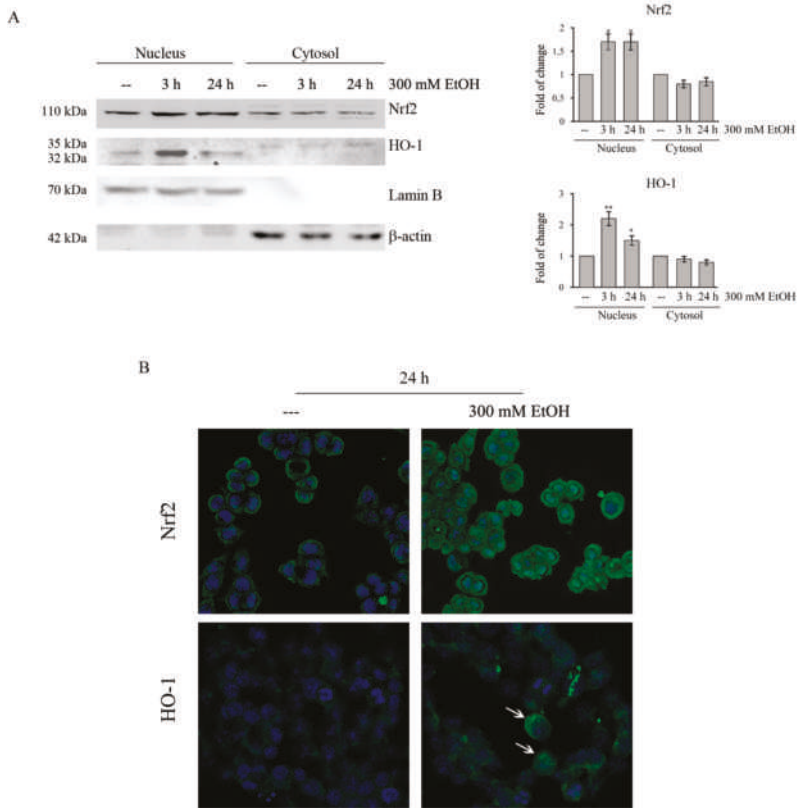 A
Nucleus Cytosol
-- 3 h 24 h -- 3 h 24 h 300 mM EtOH
110 kDa Nrf2
35 kDa HO-1
32 kDa
70 kDa Lamin B
42 kDa β-actin
Nrf2
Fold of change
2
1,5
1
0,5
0
-- 3 h 24 h -- 3 h 24 h 300 mM EtOH
Nucleus Cytosol
HO-1
Fold of change
3
2
1
0
** *
-- 3 h 24 h -- 3 h 24 h 300 mM EtOH
Nucleus Cytosol
B
24 h
--- 300 mM EtOH
Nrf2
HO-1